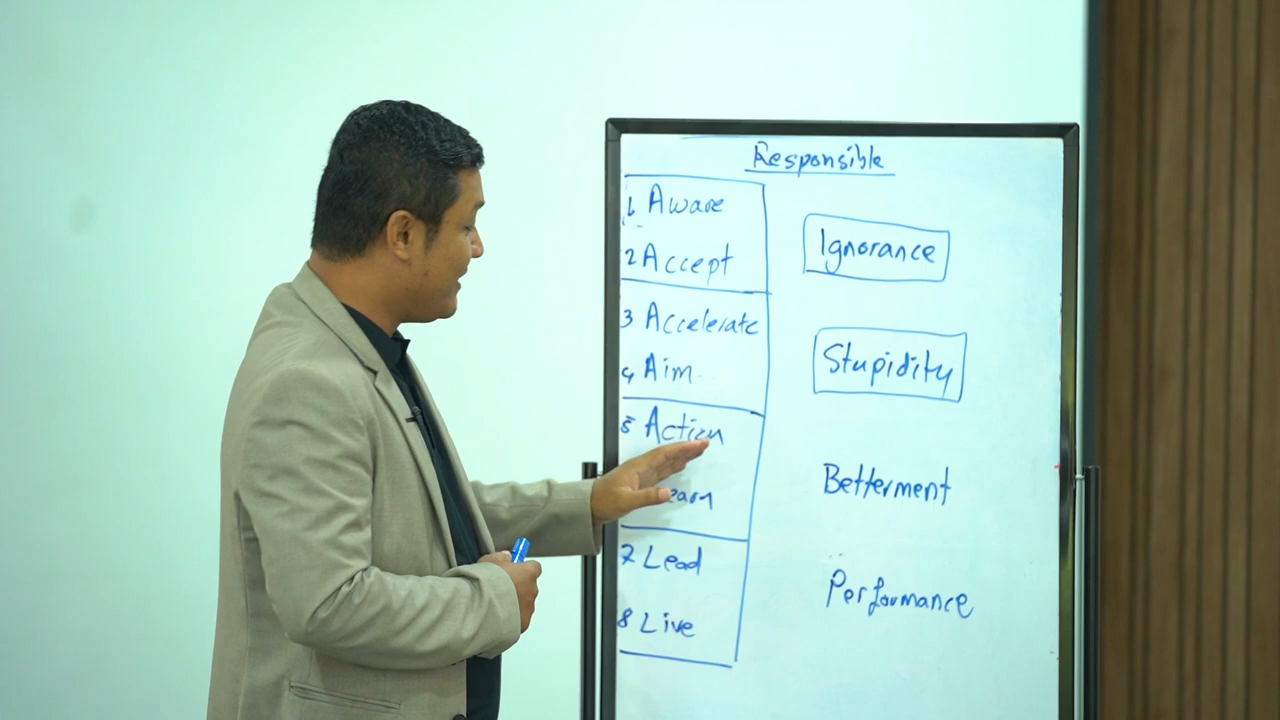 Responsible
1 Aware
2 Accept
Ignorance
3 Accelerate
4 Aim
Stupidity
5 Action
earn
Betterment
7 Lead
8 Live
Performance